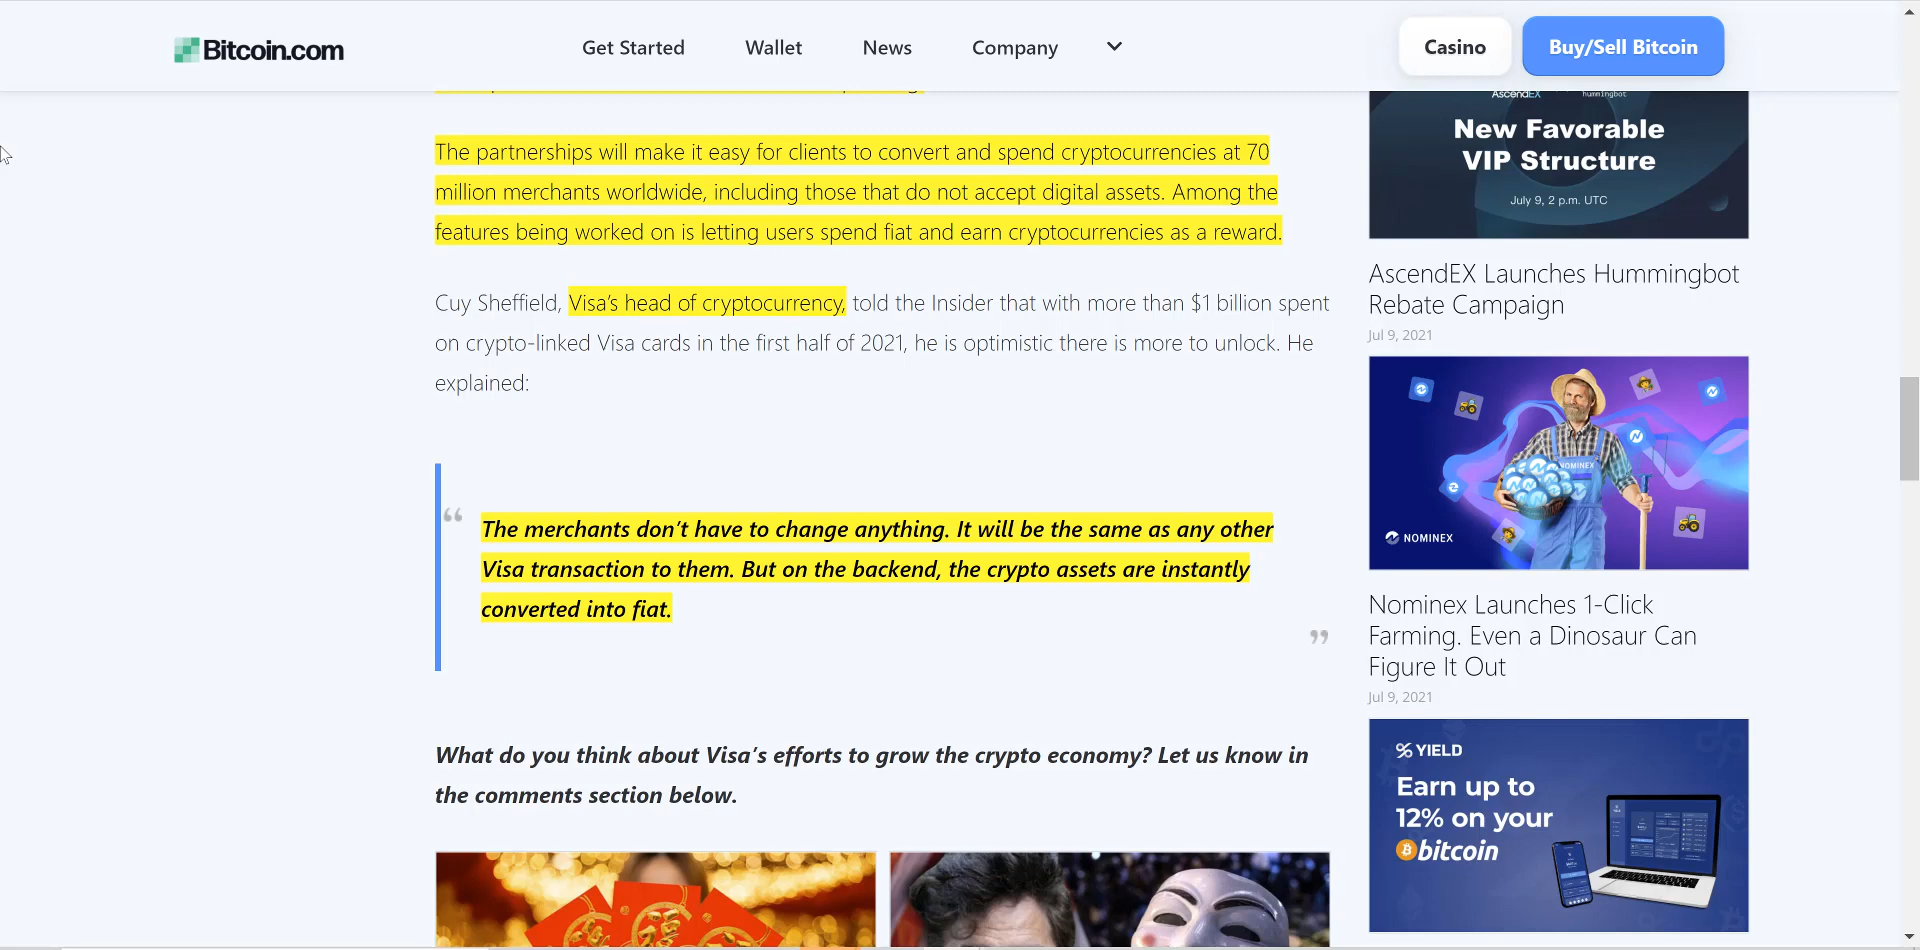 Bitcoin.com
Get Started
Wallet
News
Company
Casino
Buy/Sell Bitcoin
The partnerships will make it easy for clients to convert and spend cryptocurrencies at 70
million merchants worldwide, including those that do not accept digital assets. Among the
features being worked on is letting users spend fiat and earn cryptocurrencies as a reward.
Cuy Sheffield, Visa’s head of cryptocurrency, told the Insider that with more than $1 billion spent
on crypto-linked Visa cards in the first half of 2021, he is optimistic there is more to unlock. He
explained:
“ The merchants don’t have to change anything. It will be the same as any other
Visa transaction to them. But on the backend, the crypto assets are instantly
converted into fiat.
”
What do you think about Visa’s efforts to grow the crypto economy? Let us know in
the comments section below.
AscendEX
hummingbot
New Favorable
VIP Structure
July 9, 2 p.m. UTC
AscendEX Launches Hummingbot
Rebate Campaign
Jul 9, 2021
NOMINEX
NOMINEX
Nominex Launches 1-Click
Farming. Even a Dinosaur Can
Figure It Out
Jul 9, 2021
YIELD
Earn up to
12% on your
bitcoin